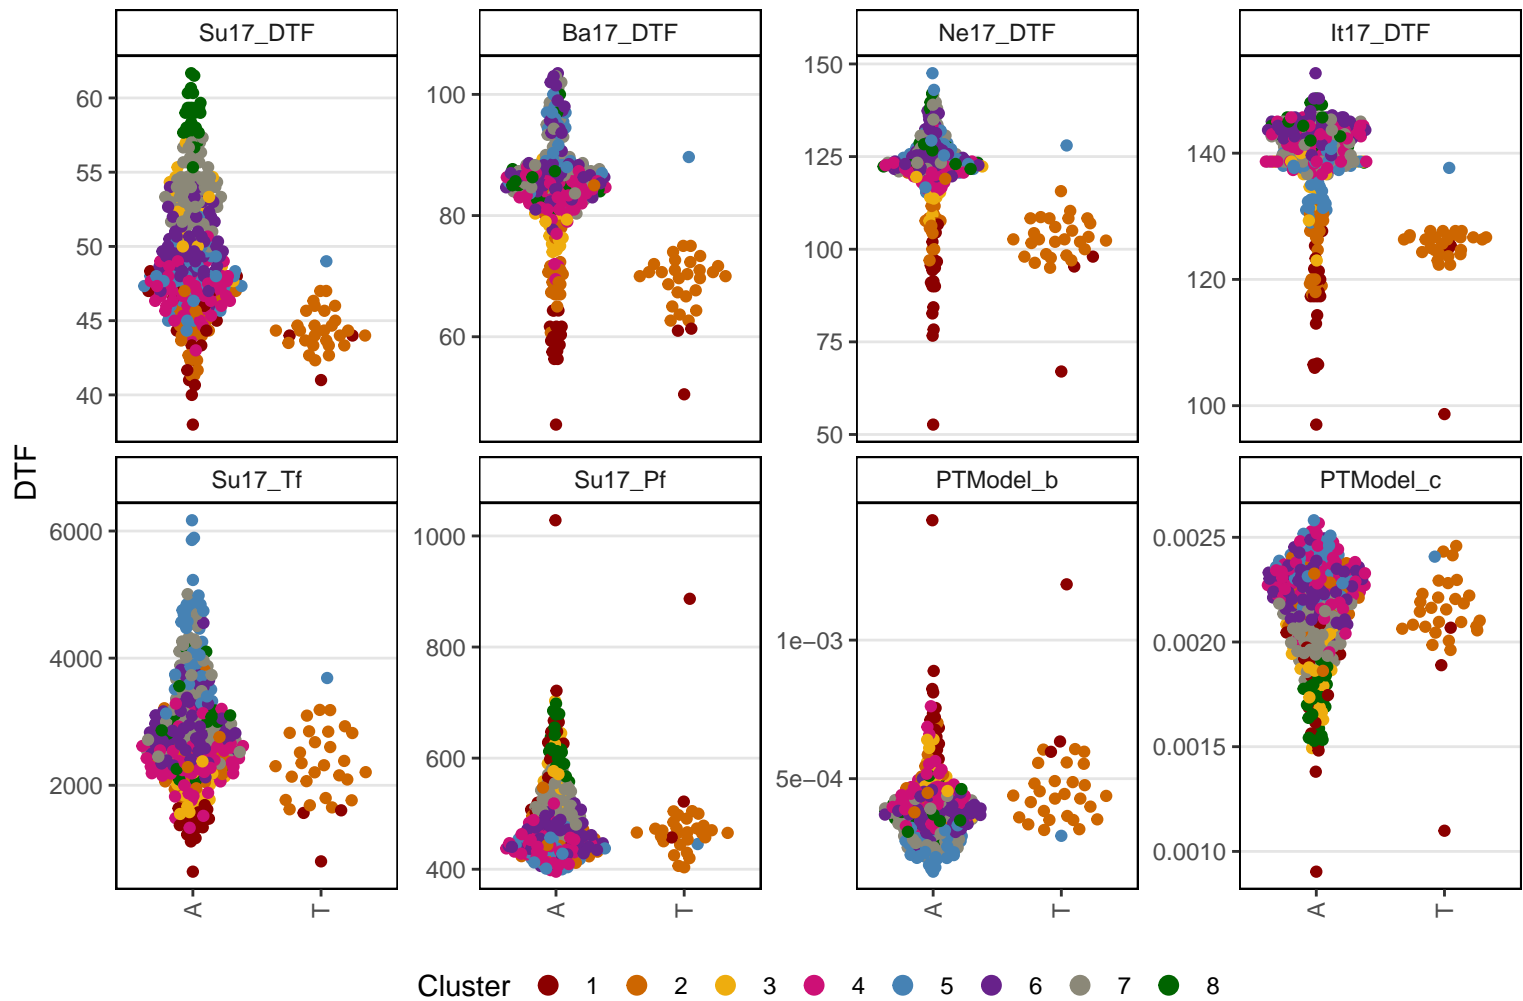 Su17_DTF Ba17_DTF Ne17_DTF It17_DTF
60 55 50 45 40
100 80 60
150 125 100 75 50
140 120 100
DTF
Su17_Tf Su17_Pf PTModel_b PTModel_c
6000 4000 2000
1000 800 600 400
1e−03 5e−04
0.0025 0.0020 0.0015 0.0010
A T A T A T A T
Cluster 1 2 3 4 5 6 7 8